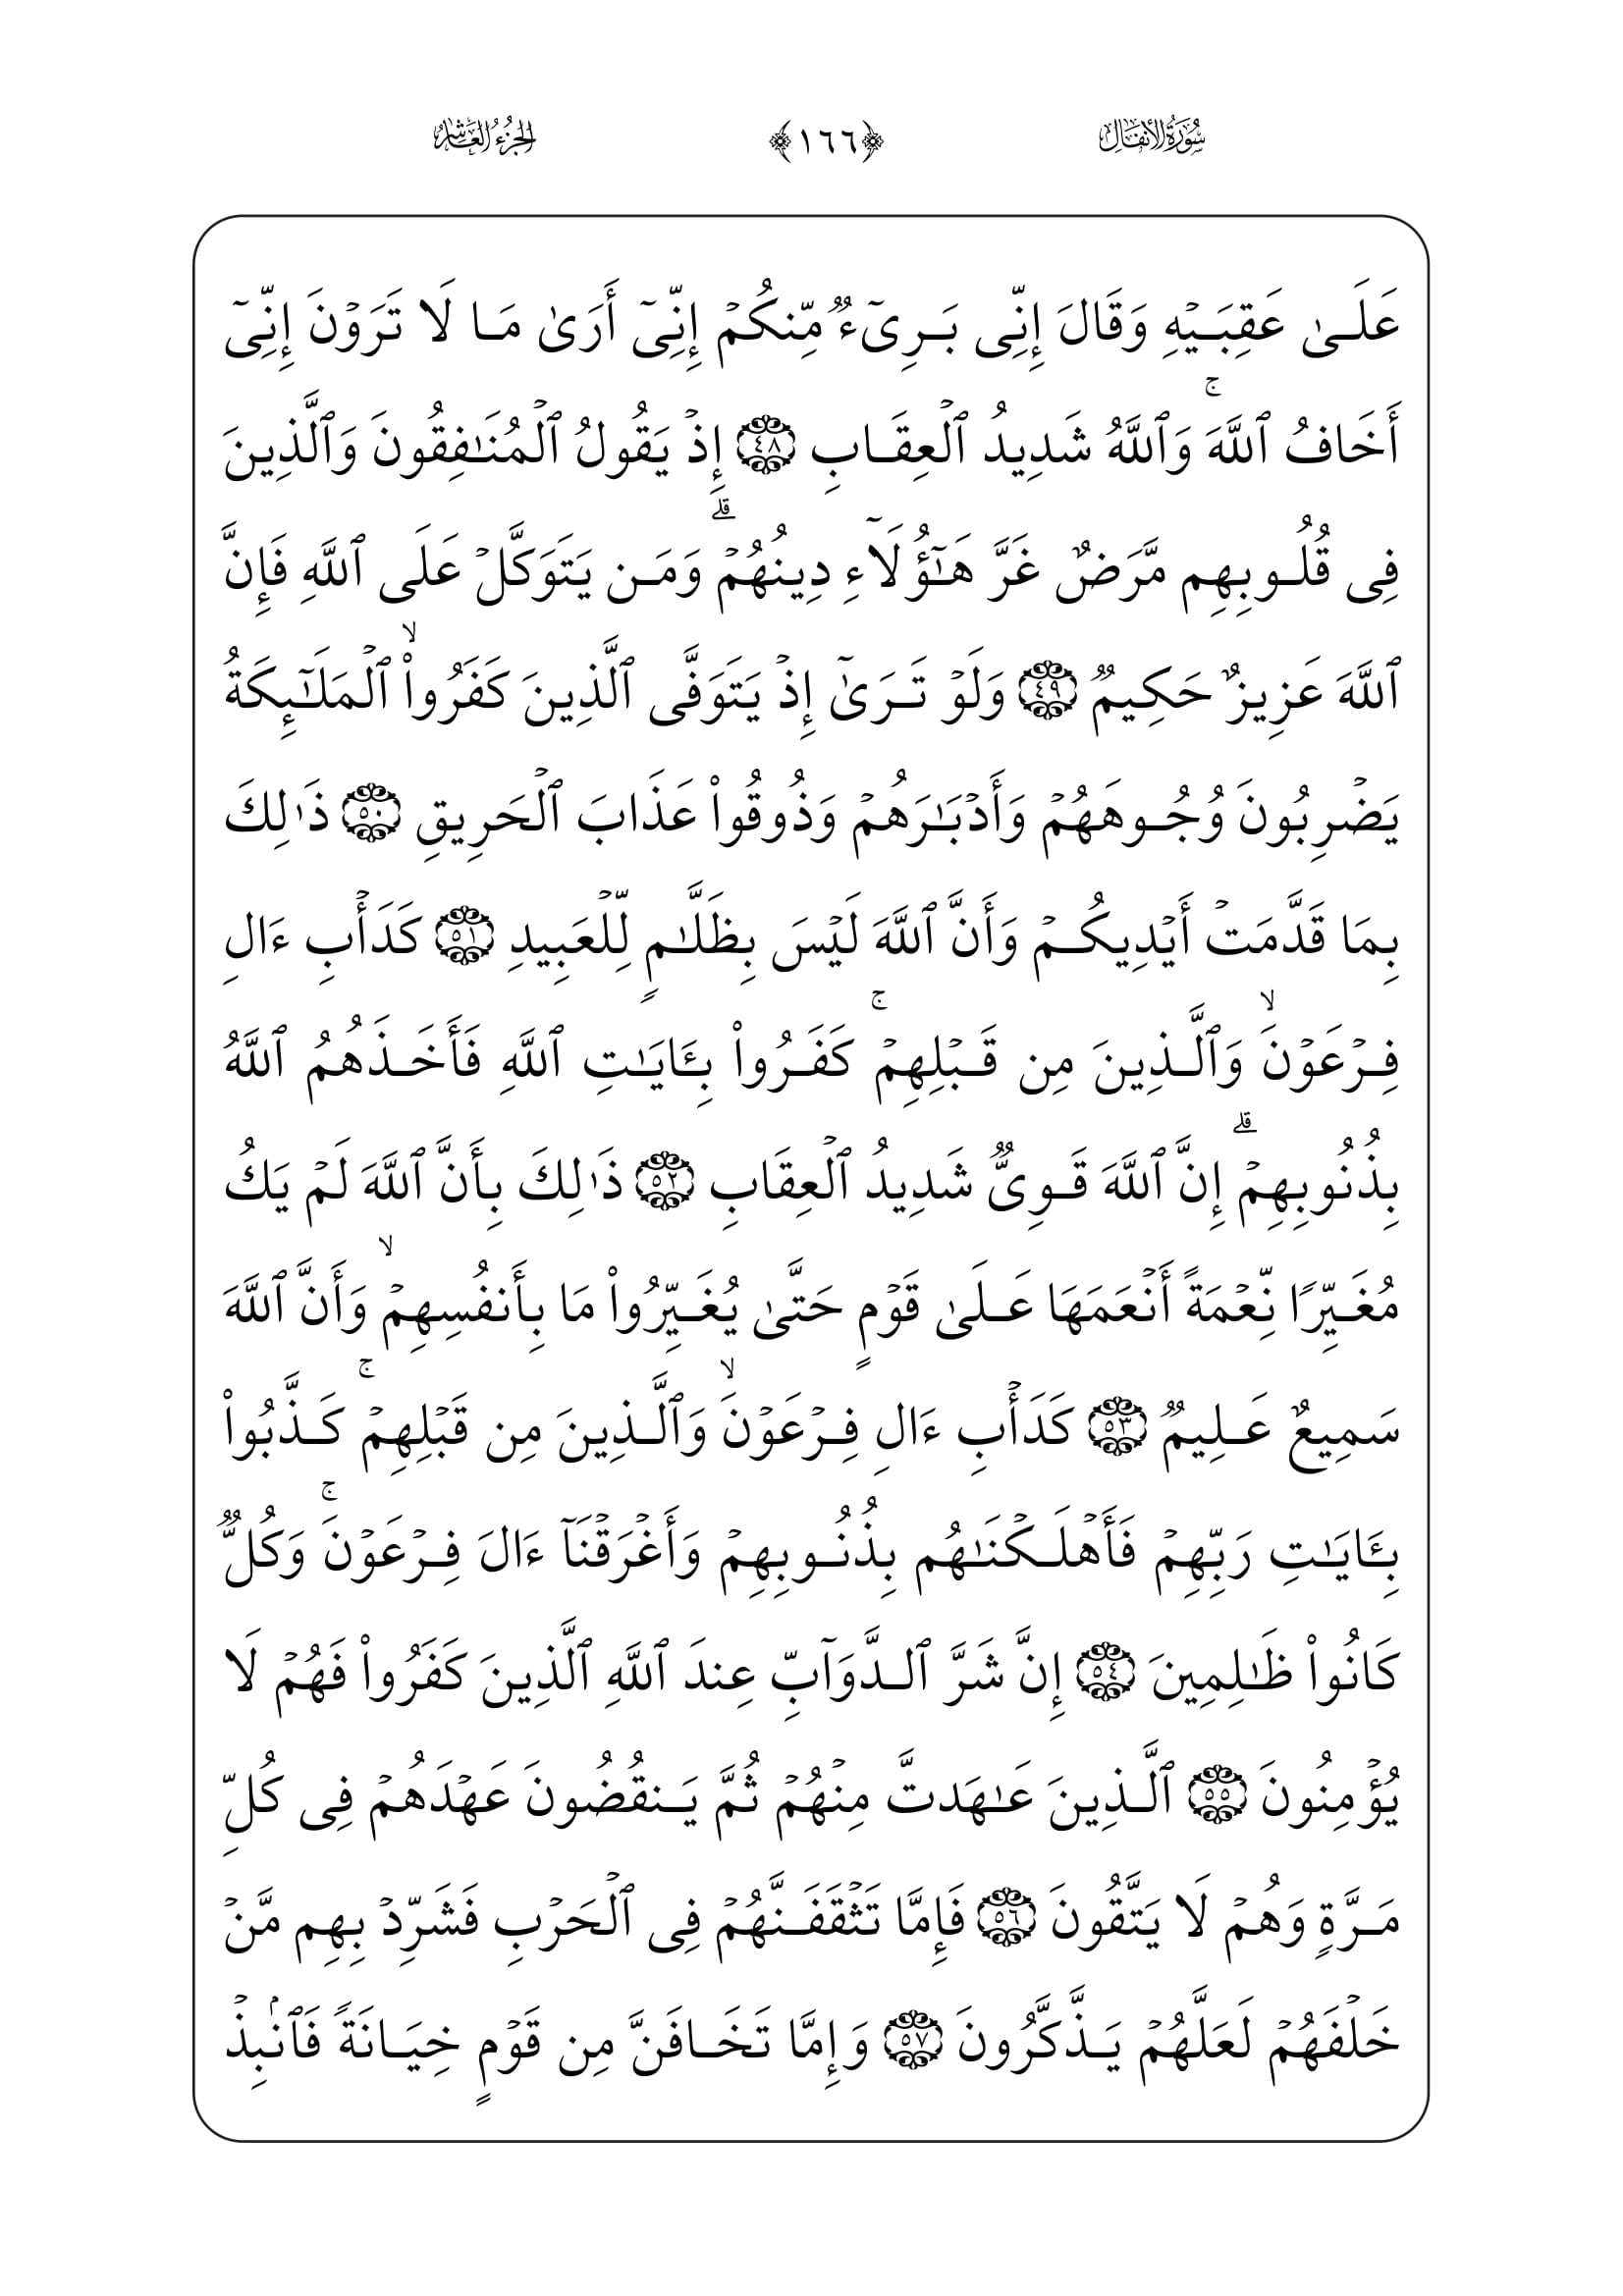 سُورَةُ الأَنفَال ﴿١٦٦﴾ الجُزْءُ العَاشِر
عَلَىٰ عَقِبَيْهِ وَقَالَ إِنِّى بَرِىٓءٌ مِّنكُمْ إِنِّىٓ أَرَىٰ مَا لَا تَرَوْنَ إِنِّىٓ
أَخَافُ ٱللَّهَ ۚ وَٱللَّهُ شَدِيدُ ٱلْعِقَابِ ٤٨ إِذْ يَقُولُ ٱلْمُنَـٰفِقُونَ وَٱلَّذِينَ
فِى قُلُوبِهِم مَّرَضٌ غَرَّ هَـٰٓؤُلَآءِ دِينُهُمْ ۗ وَمَن يَتَوَكَّلْ عَلَى ٱللَّهِ فَإِنَّ
ٱللَّهَ عَزِيزٌ حَكِيمٌ ٤٩ وَلَوْ تَرَىٰٓ إِذْ يَتَوَفَّى ٱلَّذِينَ كَفَرُوا۟ ۙ ٱلْمَلَـٰٓئِكَةُ
يَضْرِبُونَ وُجُوهَهُمْ وَأَدْبَـٰرَهُمْ وَذُوقُوا۟ عَذَابَ ٱلْحَرِيقِ ٥٠ ذَٰلِكَ
بِمَا قَدَّمَتْ أَيْدِيكُمْ وَأَنَّ ٱللَّهَ لَيْسَ بِظَلَّـٰمٍ لِّلْعَبِيدِ ٥١ كَدَأْبِ ءَالِ
فِرْعَوْنَ ۙ وَٱلَّذِينَ مِن قَبْلِهِمْ ۚ كَفَرُوا۟ بِـَٔايَـٰتِ ٱللَّهِ فَأَخَذَهُمُ ٱللَّهُ
بِذُنُوبِهِمْ ۗ إِنَّ ٱللَّهَ قَوِىٌّ شَدِيدُ ٱلْعِقَابِ ٥٢ ذَٰلِكَ بِأَنَّ ٱللَّهَ لَمْ يَكُ
مُغَيِّرًا نِّعْمَةً أَنْعَمَهَا عَلَىٰ قَوْمٍ حَتَّىٰ يُغَيِّرُوا۟ مَا بِأَنفُسِهِمْ ۙ وَأَنَّ ٱللَّهَ
سَمِيعٌ عَلِيمٌ ٥٣ كَدَأْبِ ءَالِ فِرْعَوْنَ ۙ وَٱلَّذِينَ مِن قَبْلِهِمْ ۚ كَذَّبُوا۟
بِـَٔايَـٰتِ رَبِّهِمْ فَأَهْلَكْنَـٰهُم بِذُنُوبِهِمْ وَأَغْرَقْنَآ ءَالَ فِرْعَوْنَ ۚ وَكُلٌّ
كَانُوا۟ ظَـٰلِمِينَ ٥٤ إِنَّ شَرَّ ٱلدَّوَآبِّ عِندَ ٱللَّهِ ٱلَّذِينَ كَفَرُوا۟ فَهُمْ لَا
يُؤْمِنُونَ ٥٥ ٱلَّذِينَ عَـٰهَدتَّ مِنْهُمْ ثُمَّ يَنقُضُونَ عَهْدَهُمْ فِى كُلِّ
مَرَّةٍ وَهُمْ لَا يَتَّقُونَ ٥٦ فَإِمَّا تَثْقَفَنَّهُمْ فِى ٱلْحَرْبِ فَشَرِّدْ بِهِم مَّنْ
خَلْفَهُمْ لَعَلَّهُمْ يَذَّكَّرُونَ ٥٧ وَإِمَّا تَخَافَنَّ مِن قَوْمٍ خِيَانَةً فَٱنۢبِذْ